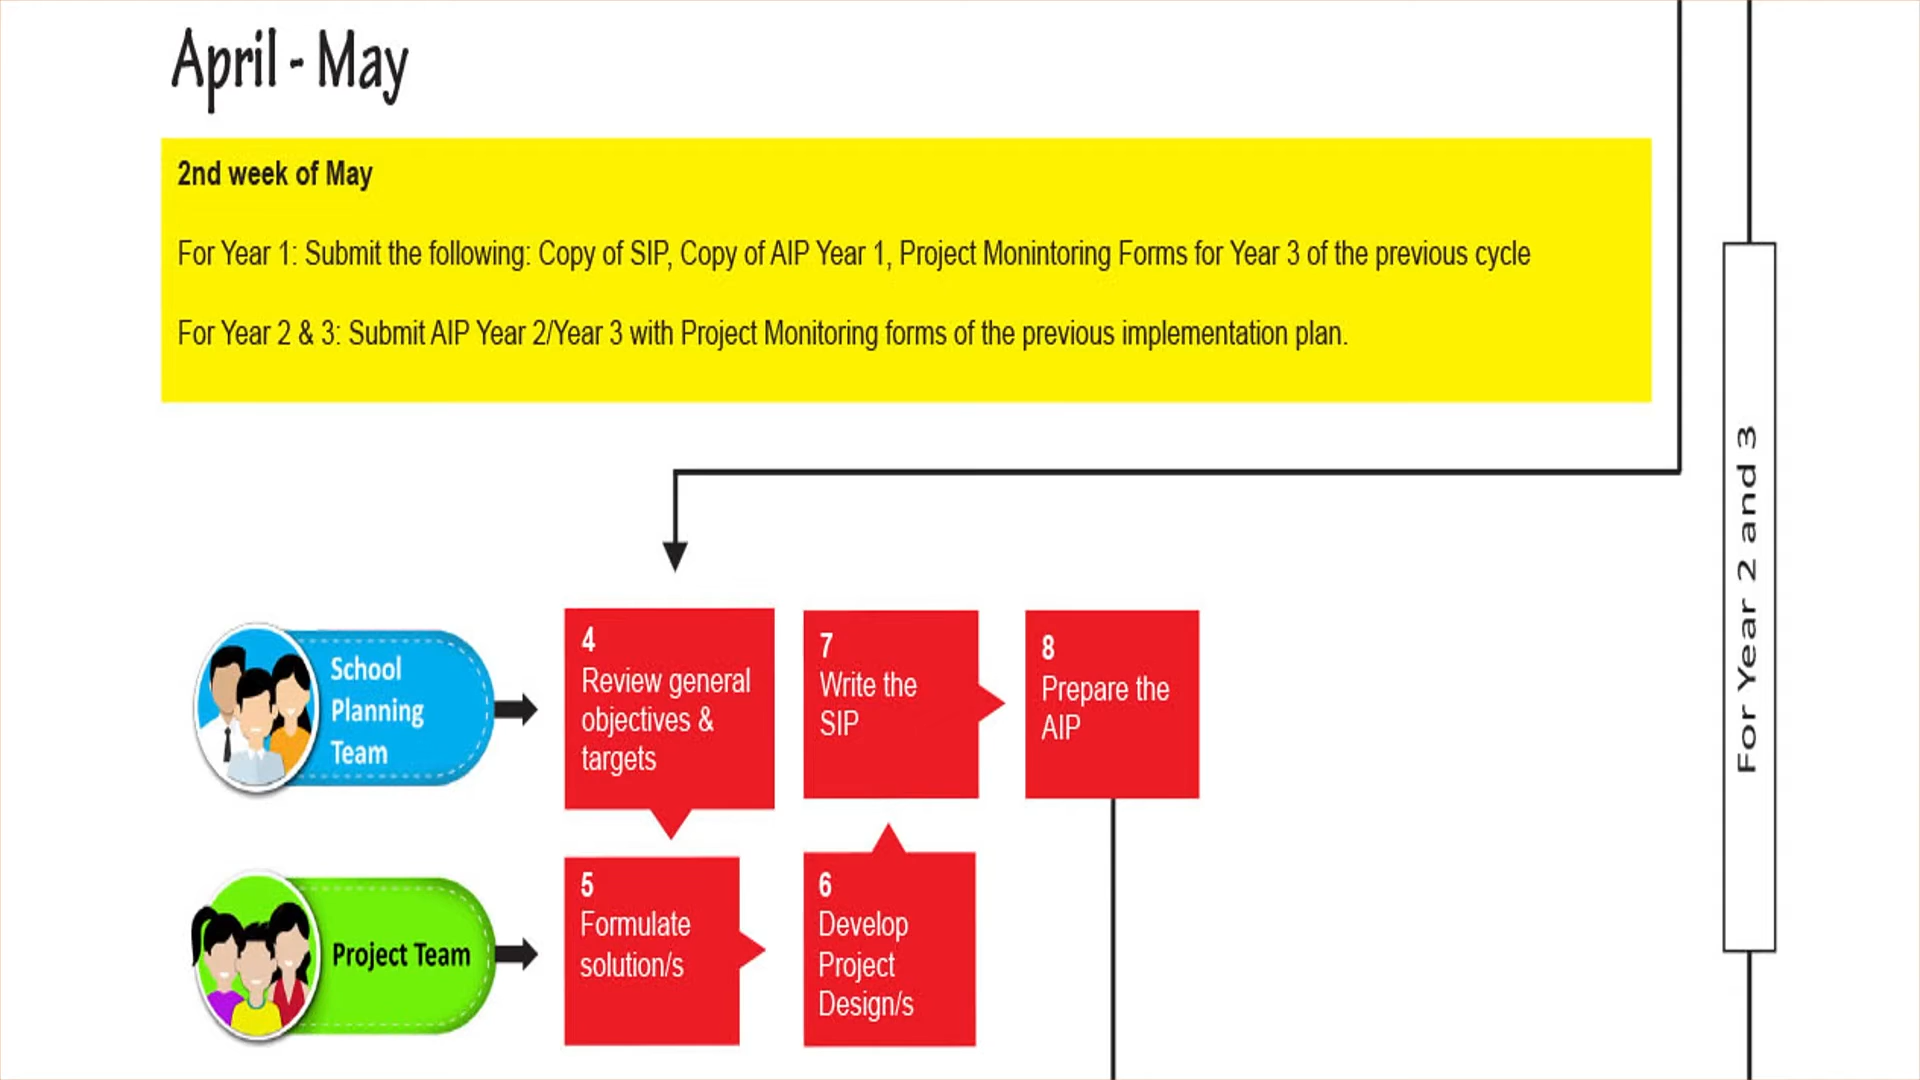 April - May
2nd week of May
For Year 1: Submit the following: Copy of SIP, Copy of AIP Year 1, Project Monintoring Forms for Year 3 of the previous cycle
For Year 2 & 3: Submit AIP Year 2/Year 3 with Project Monitoring forms of the previous implementation plan.
For Year 2 and 3
School
Planning
Team
4
Review general
objectives &
targets
7
Write the
SIP
8
Prepare the
AIP
Project Team
5
Formulate
solution/s
6
Develop
Project
Design/s